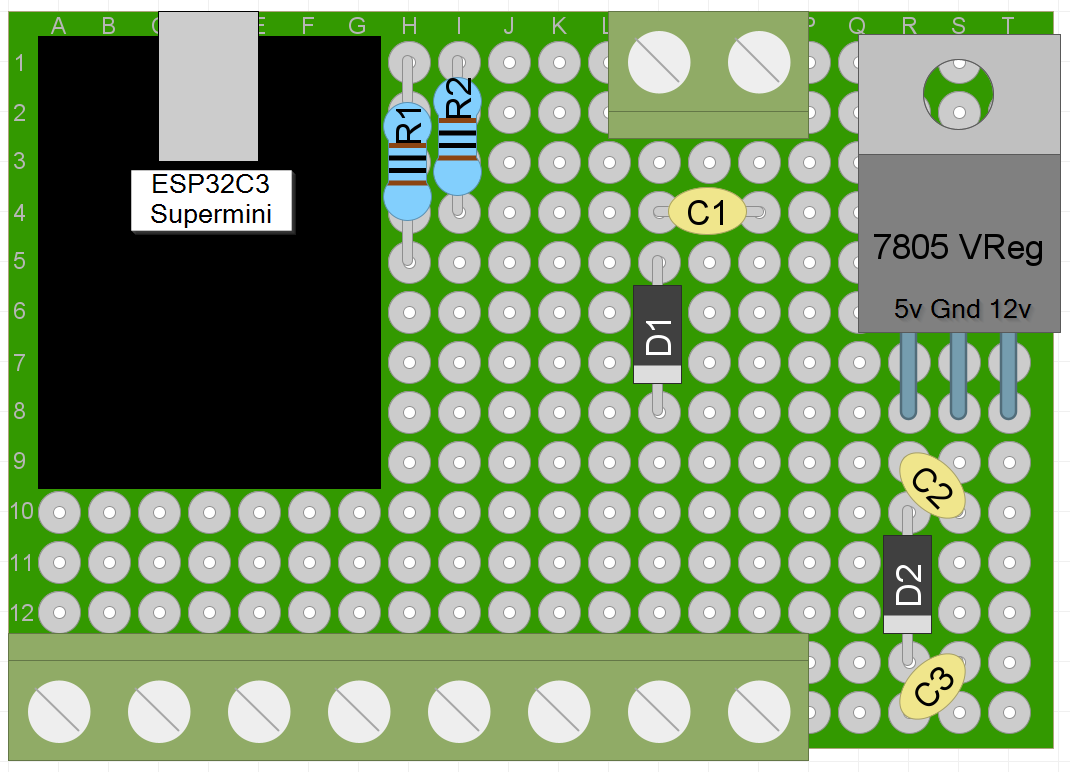 A B C E F G H I J K L P Q R S T
1
2
3
4
5
6
7
8
9
10
11
12
ESP32C3
Supermini
R1
R2
C1
D1
7805 VReg
5v Gnd 12v
C2
D2
C3